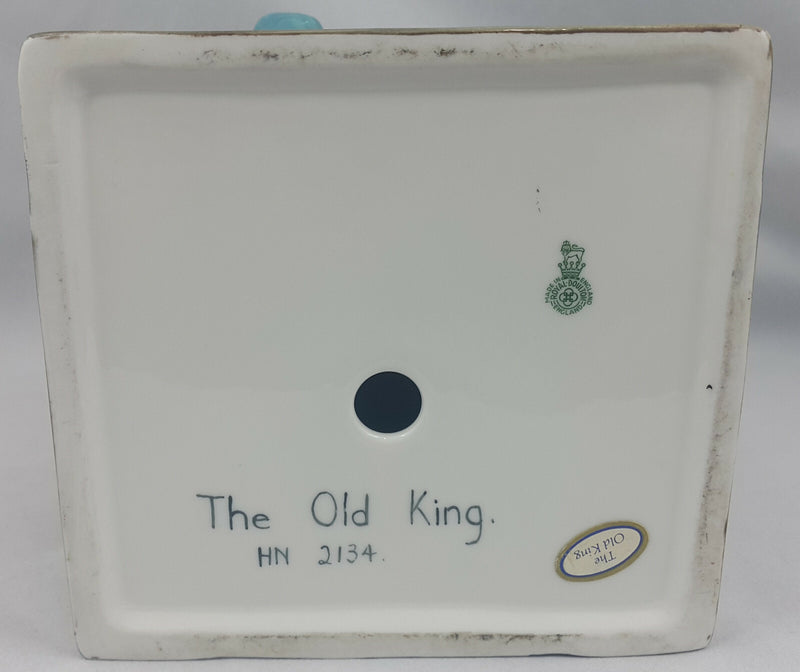 MADE IN ENGLAND
ROYAL DOULTON
ENGLAND
The Old King.
HN 2134.
The
Old King